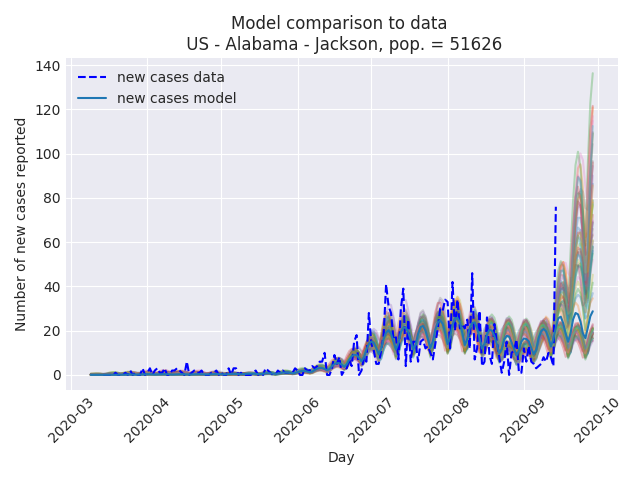 Model comparison to data
US - Alabama - Jackson, pop. = 51626
new cases data
new cases model
Number of new cases reported
140
120
100
80
60
40
20
0
2020-03
2020-04
2020-05
2020-06
2020-07
2020-08
2020-09
2020-10
Day